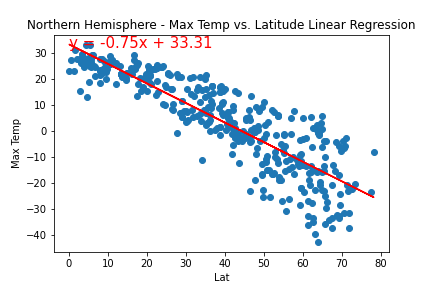 Northern Hemisphere - Max Temp vs. Latitude Linear Regression
y = -0.75x + 33.31
30
20
10
0
−10
−20
−30
−40
Max Temp
0 10 20 30 40 50 60 70 80
Lat